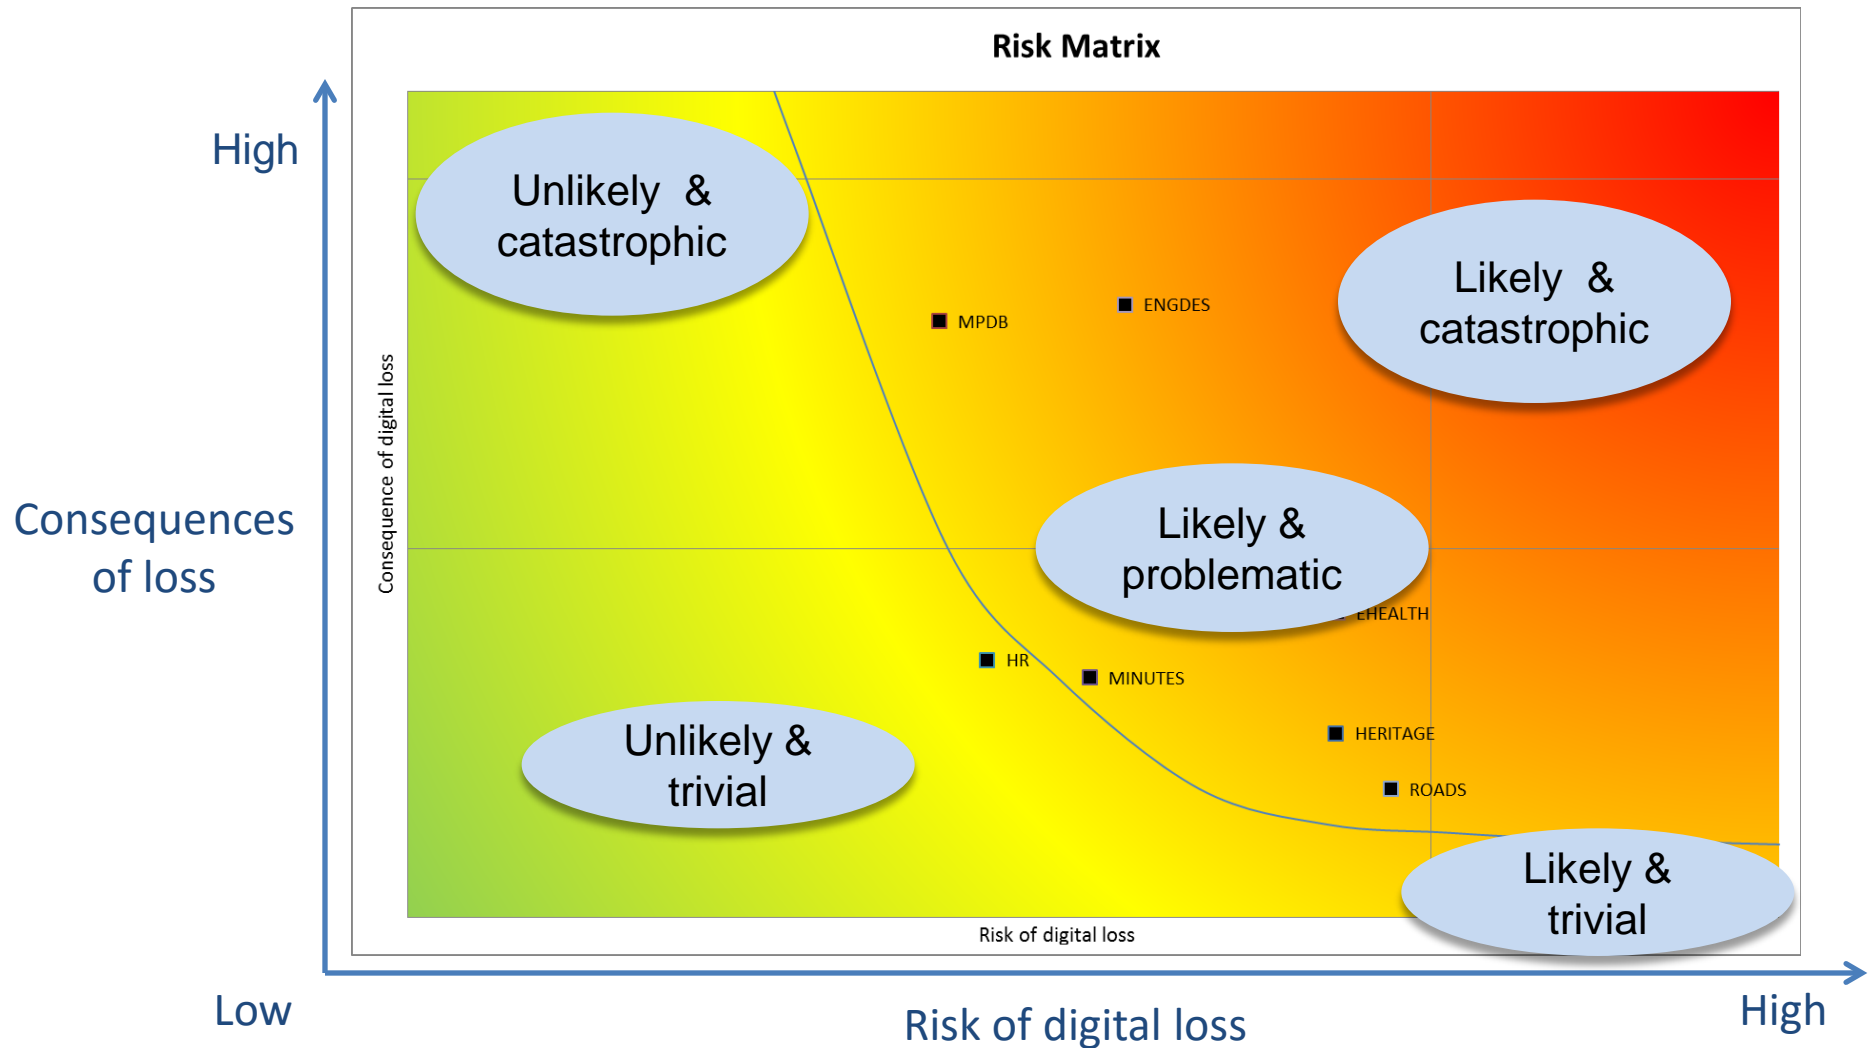 Risk Matrix
High
Unlikely &
catastrophic
Likely &
catastrophic
ENGDES
MPDB
Consequence of digital loss
Consequences
of loss
Likely &
problematic
EHEALTH
HR
MINUTES
Unlikely &
trivial
HERITAGE
ROADS
Likely &
trivial
Risk of digital loss
Low
Risk of digital loss
High